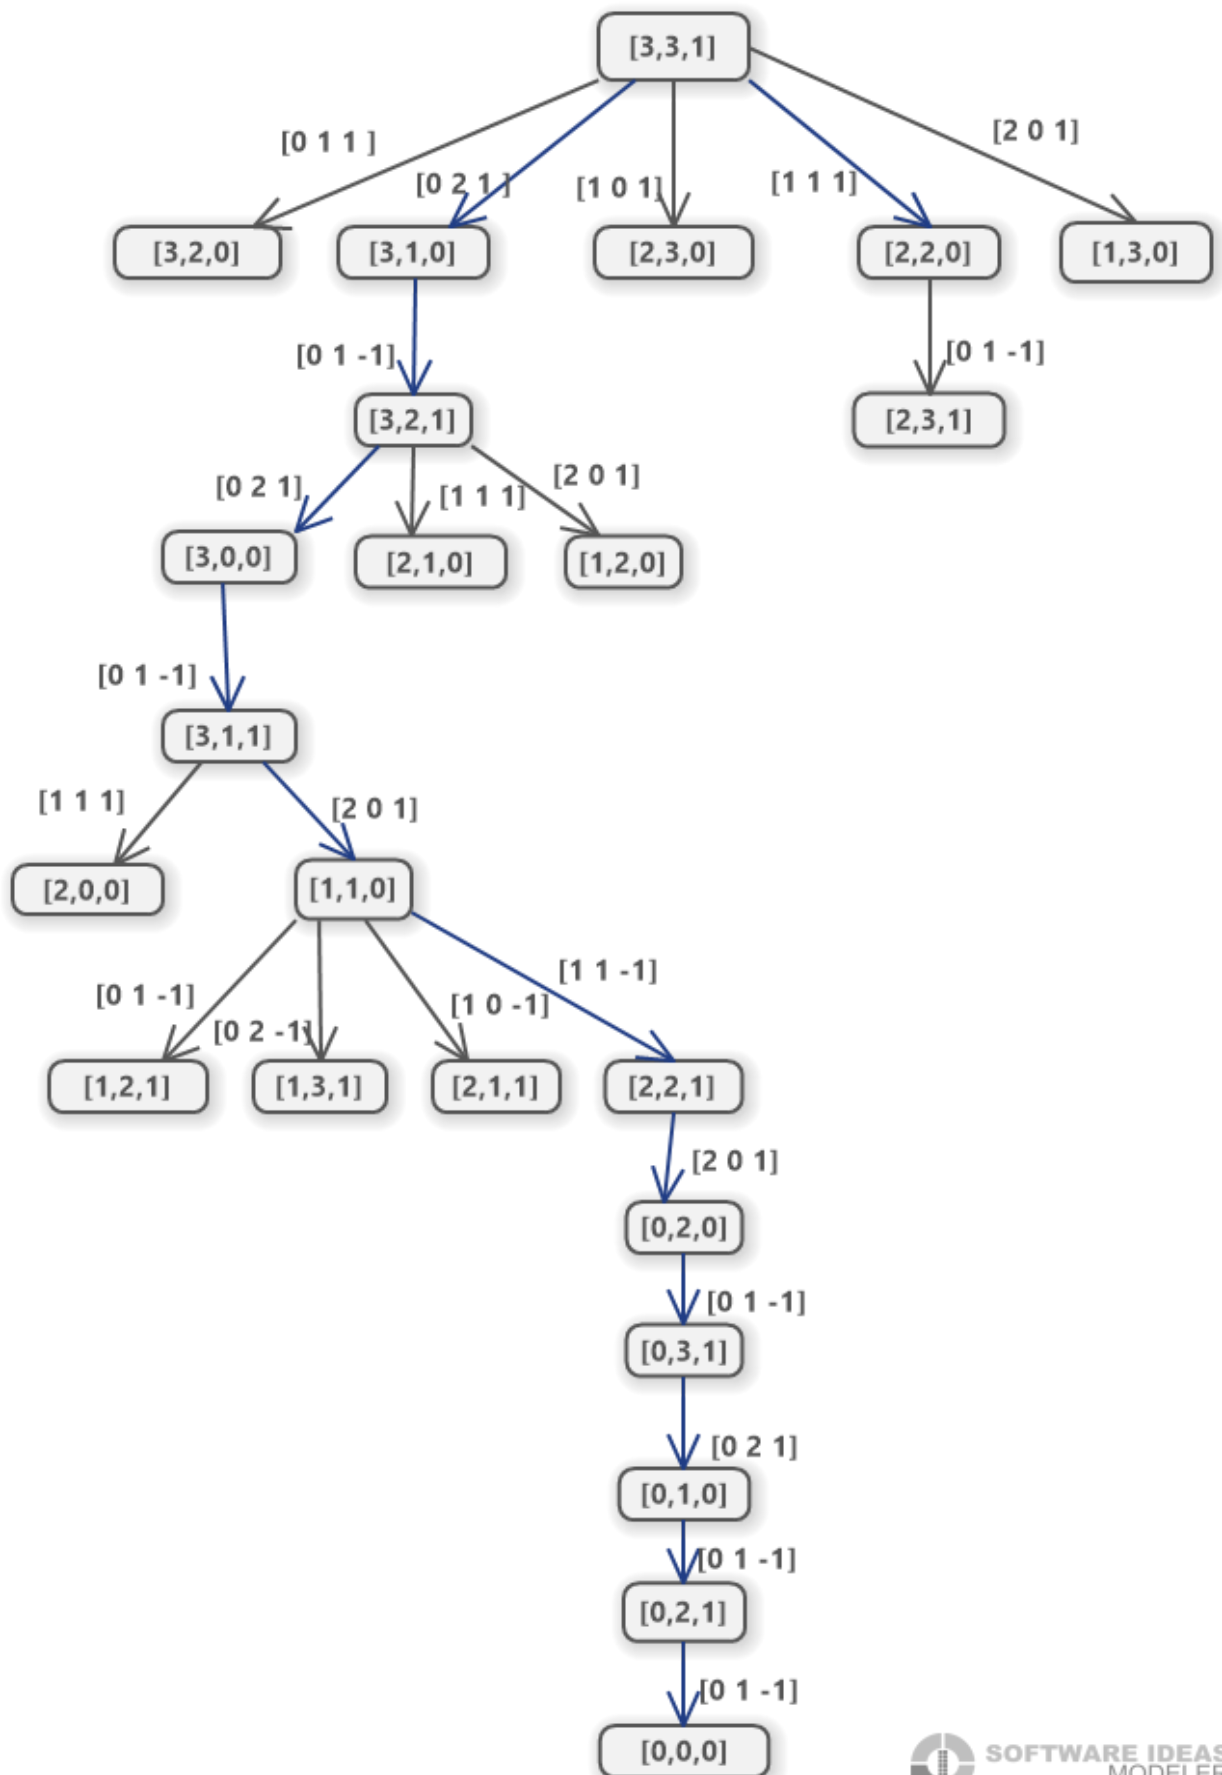 [3,3,1]
[2 0 1]
[0 1 1 ]
[0 2 1 ]
[1 0 1]
[1 1 1]
[3,2,0]
[3,1,0]
[2,3,0]
[2,2,0]
[1,3,0]
[0 1 -1]
[0 1 -1]
[3,2,1]
[2,3,1]
[0 2 1]
[1 1 1]
[2 0 1]
[3,0,0]
[2,1,0]
[1,2,0]
[0 1 -1]
[3,1,1]
[1 1 1]
[2 0 1]
[2,0,0]
[1,1,0]
[1 1 -1]
[0 1 -1]
[0 2 -1]
[1 0 -1]
[1,2,1]
[1,3,1]
[2,1,1]
[2,2,1]
[2 0 1]
[0,2,0]
[0 1 -1]
[0,3,1]
[0 2 1]
[0,1,0]
[0 1 -1]
[0,2,1]
[0 1 -1]
[0,0,0]
SOFTWARE IDEAS
MODELER